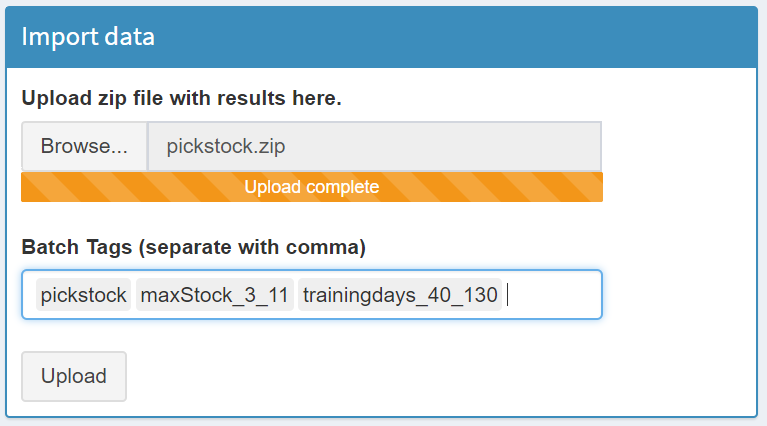 Import data
Upload zip file with results here.
Browse... pickstock.zip
Upload complete
Batch Tags (separate with comma)
pickstock maxStock_3_11 trainingdays_40_130
Upload